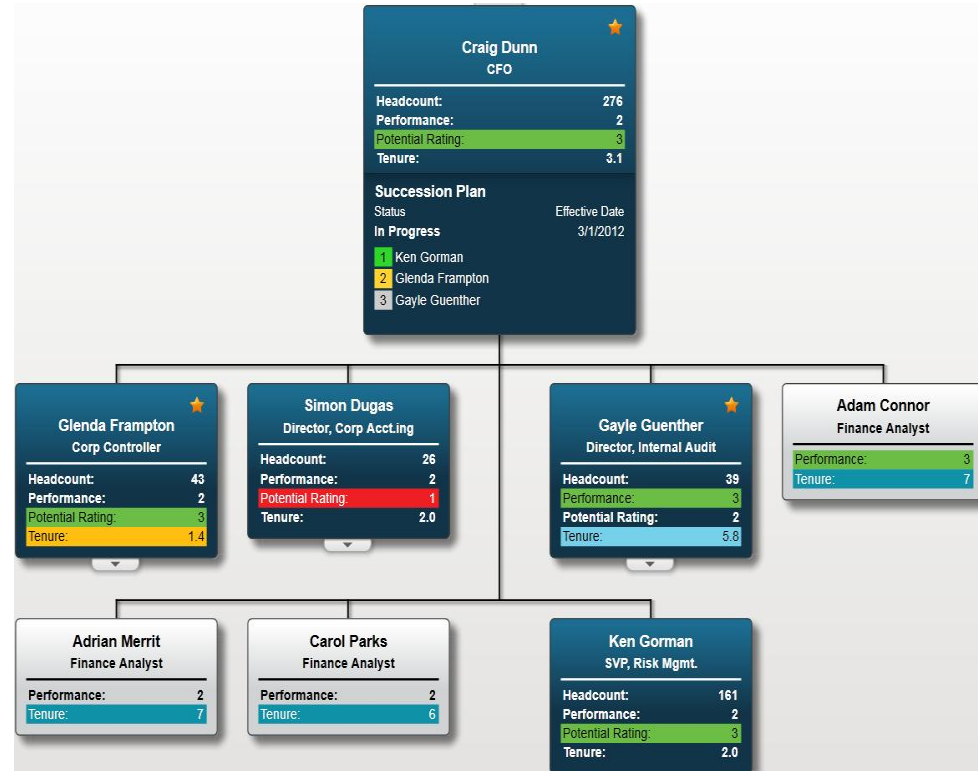 Craig Dunn
CFO
Headcount: 276
Performance: 2
Potential Rating: 3
Tenure: 3.1
Succession Plan
Status Effective Date
In Progress 3/1/2012
1 Ken Gorman
2 Glenda Frampton
3 Gayle Guenther
Glenda Frampton
Corp Controller
Headcount: 43
Performance: 2
Potential Rating: 3
Tenure: 1.4
Simon Dugas
Director, Corp Acct.ing
Headcount: 26
Performance: 2
Potential Rating: 1
Tenure: 2.0
Gayle Guenther
Director, Internal Audit
Headcount: 39
Performance: 3
Potential Rating: 2
Tenure: 5.8
Adam Connor
Finance Analyst
Performance: 3
Tenure: 7
Adrian Merrit
Finance Analyst
Performance: 2
Tenure: 7
Carol Parks
Finance Analyst
Performance: 2
Tenure: 6
Ken Gorman
SVP, Risk Mgmt.
Headcount: 161
Performance: 2
Potential Rating: 3
Tenure: 2.0